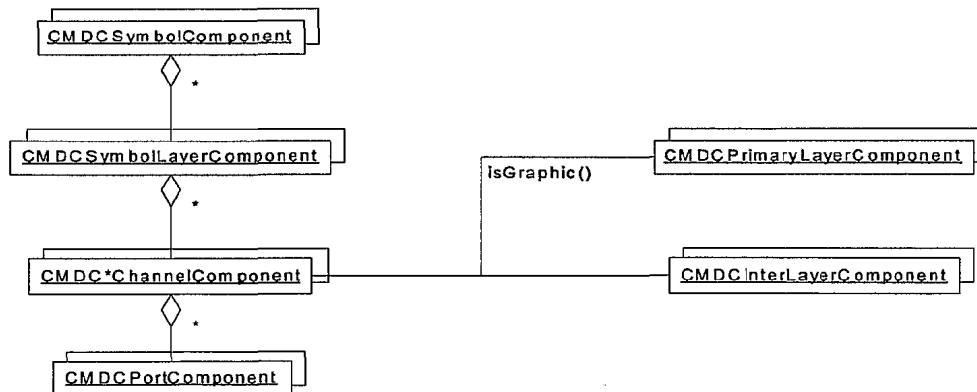 CMDCSymbolComponent
*
CMDCSymbolLayerComponent
CMDCPrimaryLayerComponent
isGraphic()
*
CMDC*ChannelComponent
CMDCInterLayerComponent
*
CMDCPortComponent